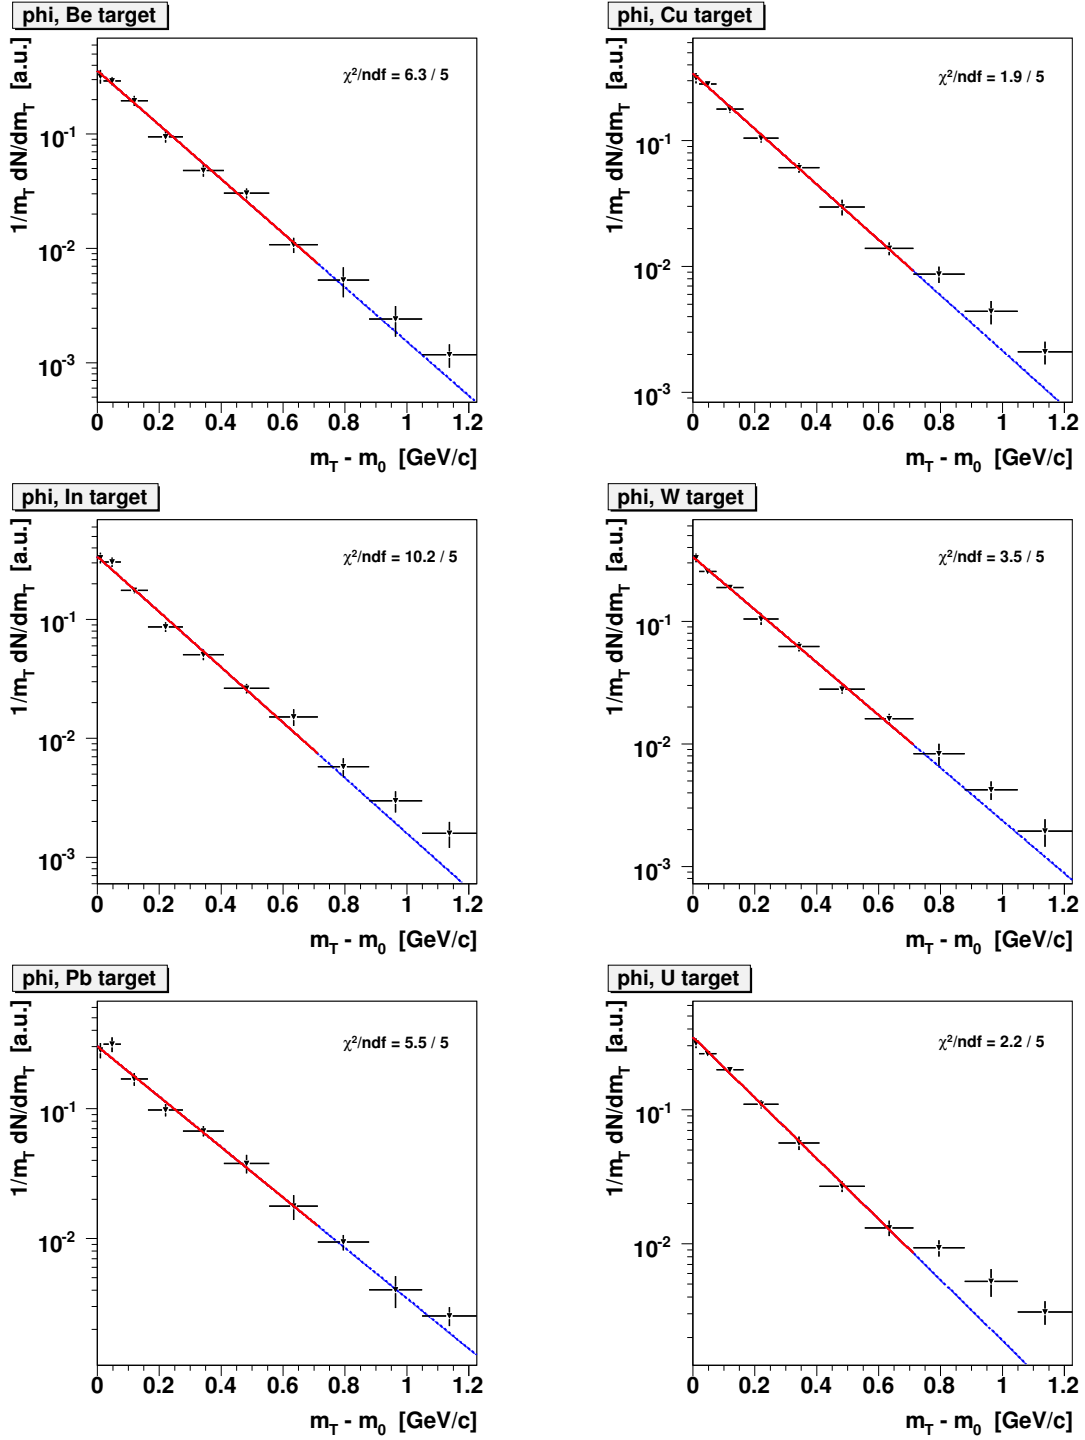 phi, Be target
1/m_T dN/dm_T [a.u.]
χ²/ndf = 6.3 / 5
10⁻¹
10⁻²
10⁻³
0 0.2 0.4 0.6 0.8 1 1.2
m_T - m_0 [GeV/c]
phi, Cu target
1/m_T dN/dm_T [a.u.]
χ²/ndf = 1.9 / 5
10⁻¹
10⁻²
10⁻³
0 0.2 0.4 0.6 0.8 1 1.2
m_T - m_0 [GeV/c]
phi, In target
1/m_T dN/dm_T [a.u.]
χ²/ndf = 10.2 / 5
10⁻¹
10⁻²
10⁻³
0 0.2 0.4 0.6 0.8 1 1.2
m_T - m_0 [GeV/c]
phi, W target
1/m_T dN/dm_T [a.u.]
χ²/ndf = 3.5 / 5
10⁻¹
10⁻²
10⁻³
0 0.2 0.4 0.6 0.8 1 1.2
m_T - m_0 [GeV/c]
phi, Pb target
1/m_T dN/dm_T [a.u.]
χ²/ndf = 5.5 / 5
10⁻¹
10⁻²
0 0.2 0.4 0.6 0.8 1 1.2
m_T - m_0 [GeV/c]
phi, U target
1/m_T dN/dm_T [a.u.]
χ²/ndf = 2.2 / 5
10⁻¹
10⁻²
0 0.2 0.4 0.6 0.8 1 1.2
m_T - m_0 [GeV/c]